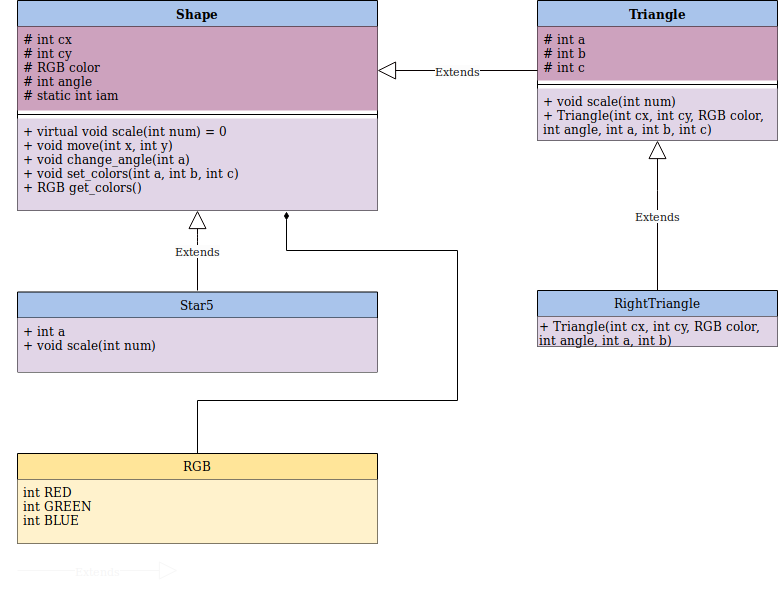 Shape
# int cx
# int cy
# RGB color
# int angle
# static int iam
+ virtual void scale(int num) = 0
+ void move(int x, int y)
+ void change_angle(int a)
+ void set_colors(int a, int b, int c)
+ RGB get_colors()
Extends
Triangle
# int a
# int b
# int c
+ void scale(int num)
+ Triangle(int cx, int cy, RGB color,
int angle, int a, int b, int c)
Extends
Extends
Star5
+ int a
+ void scale(int num)
RightTriangle
+ Triangle(int cx, int cy, RGB color,
int angle, int a, int b)
RGB
int RED
int GREEN
int BLUE
Extends